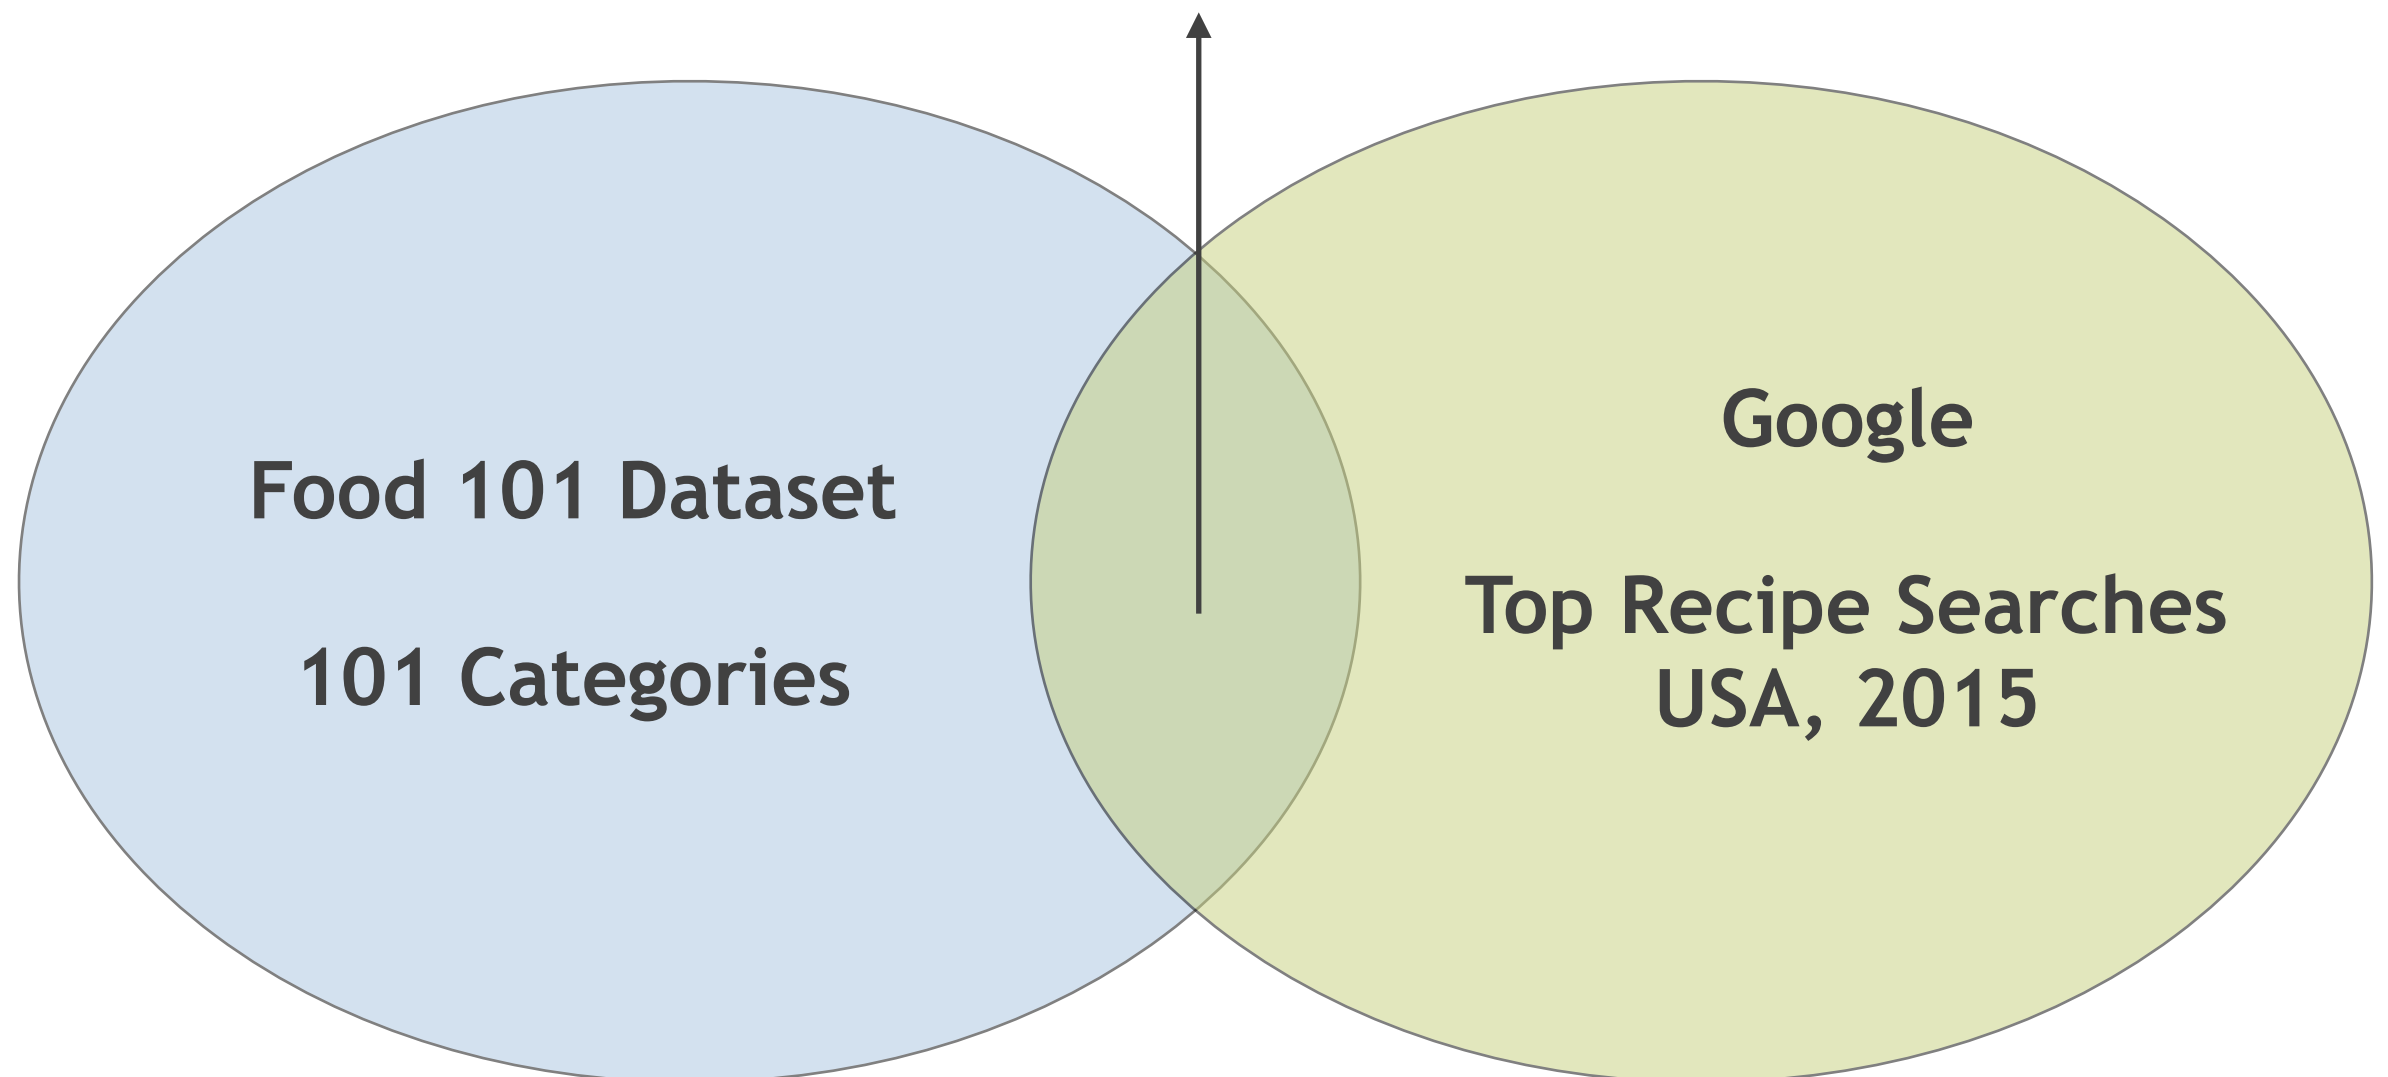 Food 101 Dataset
101 Categories
Google
Top Recipe Searches
USA, 2015